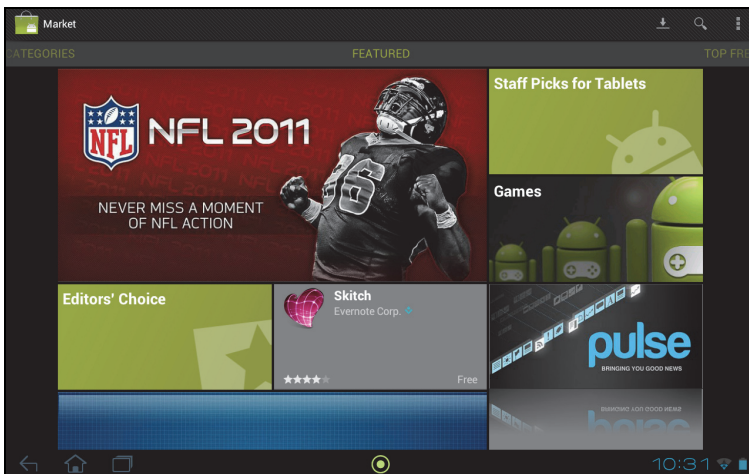 Market
CATEGORIES
FEATURED
TOP FRE
NFL
NFL 2011
NEVER MISS A MOMENT
OF NFL ACTION
Staff Picks for Tablets
Games
Editors' Choice
Skitch
Evernote Corp.
Free
pulse
BRINGING YOU GOOD NEWS
10:31